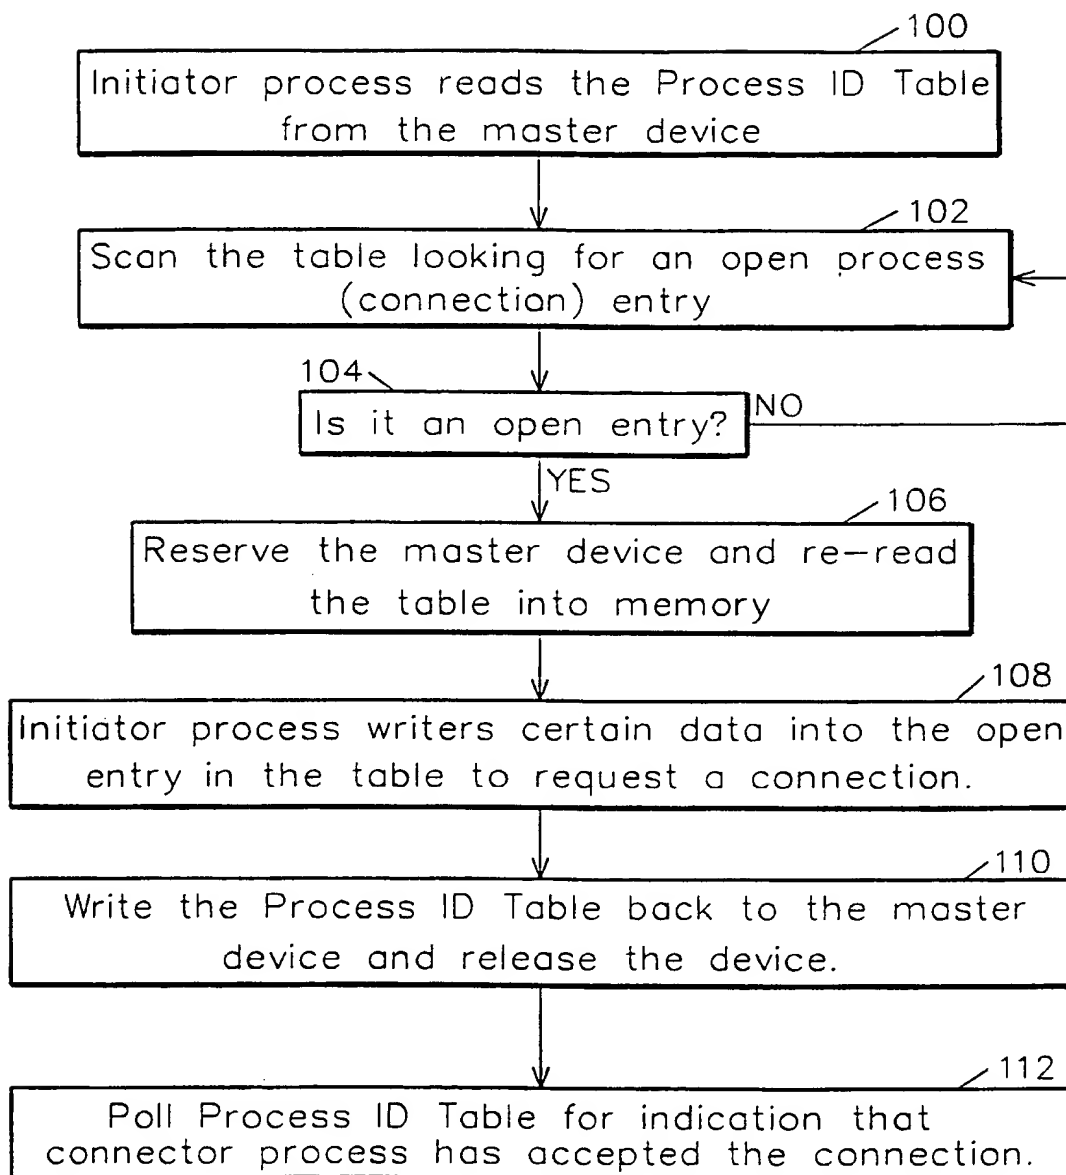 100
Initiator process reads the Process ID Table
from the master device
102
Scan the table looking for an open process
(connection) entry
104
Is it an open entry?
NO
YES
106
Reserve the master device and re-read
the table into memory
108
Initiator process writers certain data into the open
entry in the table to request a connection.
110
Write the Process ID Table back to the master
device and release the device.
112
Poll Process ID Table for indication that
connector process has accepted the connection.